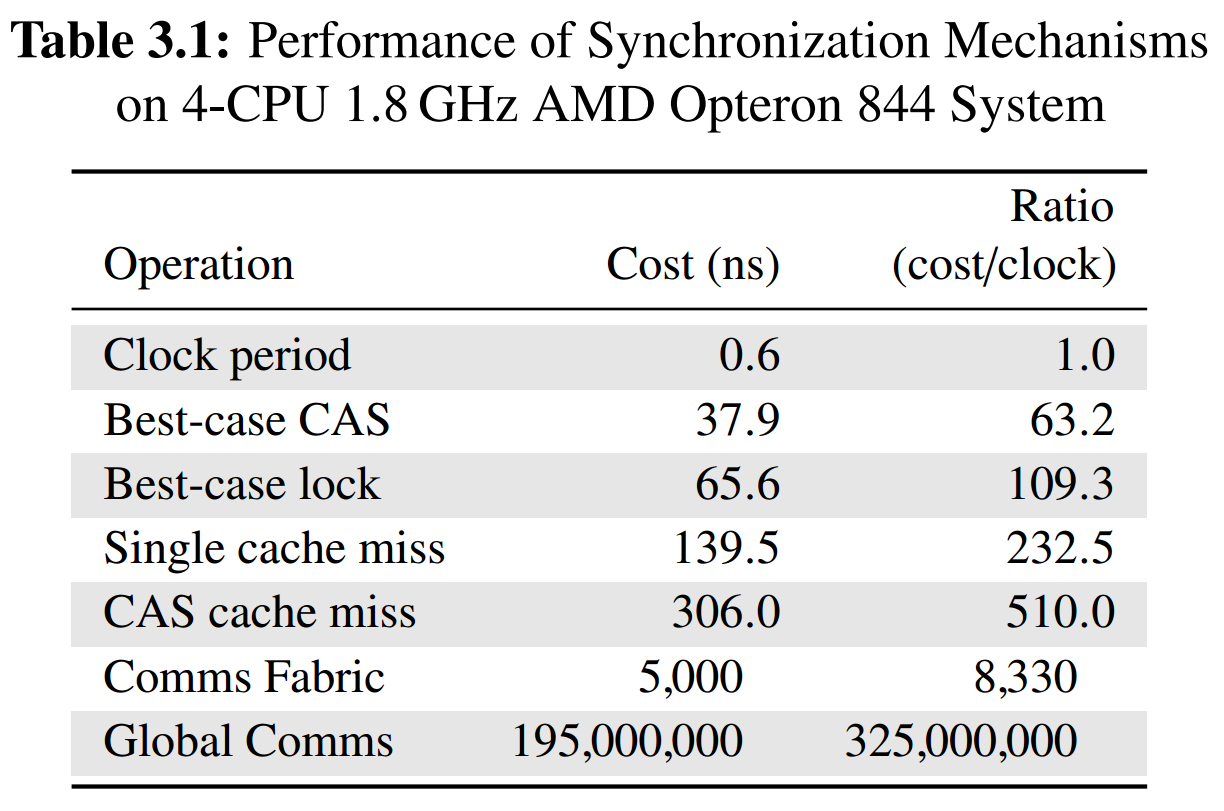 Table 3.1: Performance of Synchronization Mechanisms
on 4-CPU 1.8 GHz AMD Opteron 844 System
Ratio
Operation Cost (ns) (cost/clock)
Clock period 0.6 1.0
Best-case CAS 37.9 63.2
Best-case lock 65.6 109.3
Single cache miss 139.5 232.5
CAS cache miss 306.0 510.0
Comms Fabric 5,000 8,330
Global Comms 195,000,000 325,000,000